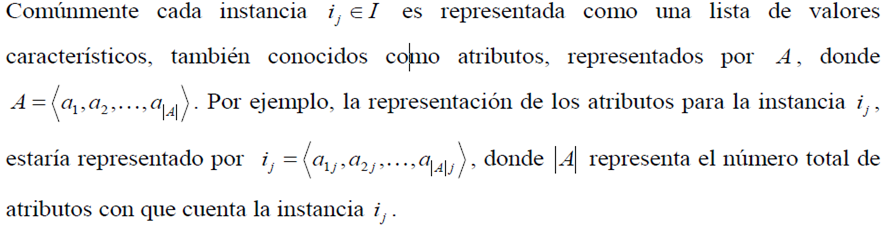 Comúnmente cada instancia $i_j \in I$ es representada como una lista de valores
característicos, también conocidos como atributos, representados por $A$, donde
$A = \langle a_1, a_2, \ldots, a_{|A|} \rangle$. Por ejemplo, la representación de los atributos para la instancia $i_j$,
estaría representado por $i_j = \langle a_{1j}, a_{2j}, \ldots, a_{|A|j} \rangle$, donde $|A|$ representa el número total de
atributos con que cuenta la instancia $i_j$.